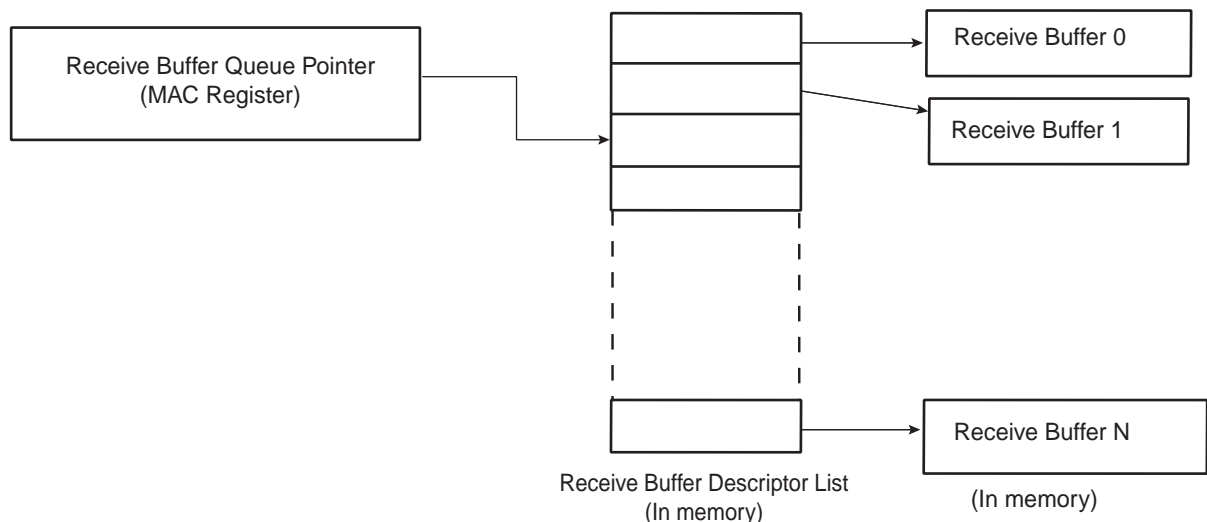 Receive Buffer Queue Pointer
(MAC Register)
Receive Buffer 0
Receive Buffer 1
Receive Buffer N
Receive Buffer Descriptor List
(In memory)
(In memory)